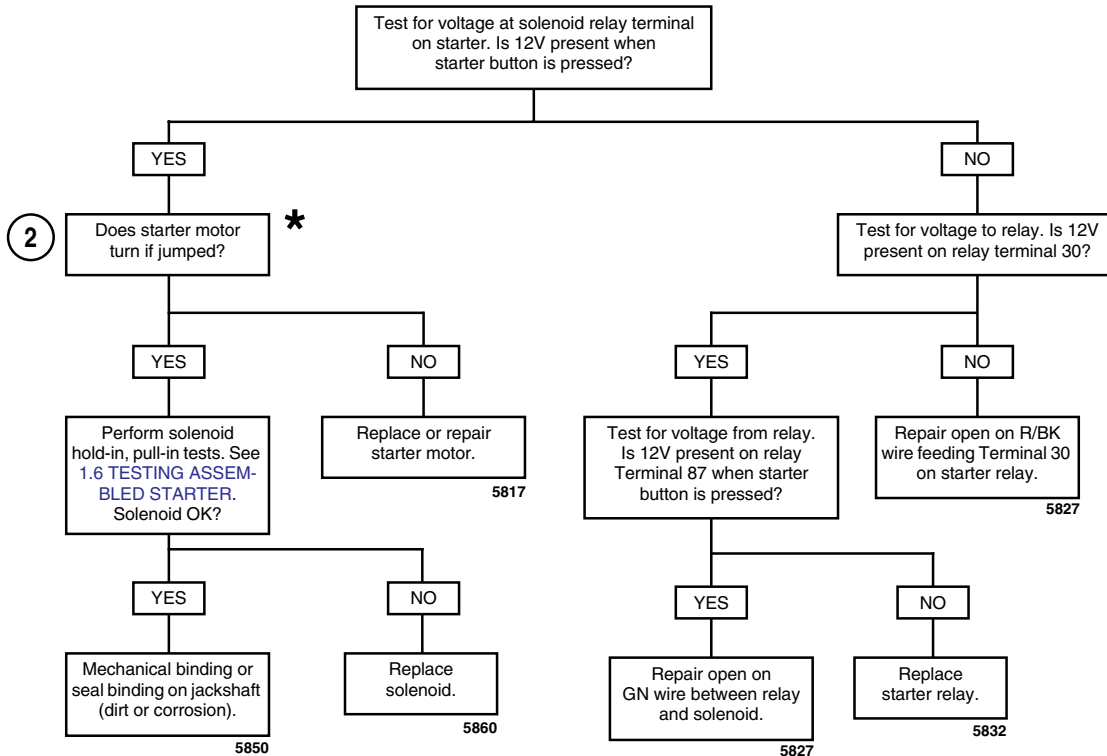 Test for voltage at solenoid relay terminal
on starter. Is 12V present when
starter button is pressed?
YES
NO
2
Does starter motor
turn if jumped?
*
Test for voltage to relay. Is 12V
present on relay terminal 30?
YES
NO
YES
NO
Perform solenoid
hold-in, pull-in tests. See
1.6 TESTING ASSEM-
BLED STARTER.
Solenoid OK?
Replace or repair
starter motor.
5817
Test for voltage from relay.
Is 12V present on relay
Terminal 87 when starter
button is pressed?
Repair open on R/BK
wire feeding Terminal 30
on starter relay.
5827
YES
NO
YES
NO
Mechanical binding or
seal binding on jackshaft
(dirt or corrosion).
5850
Replace
solenoid.
5860
Repair open on
GN wire between relay
and solenoid.
5827
Replace
starter relay.
5832